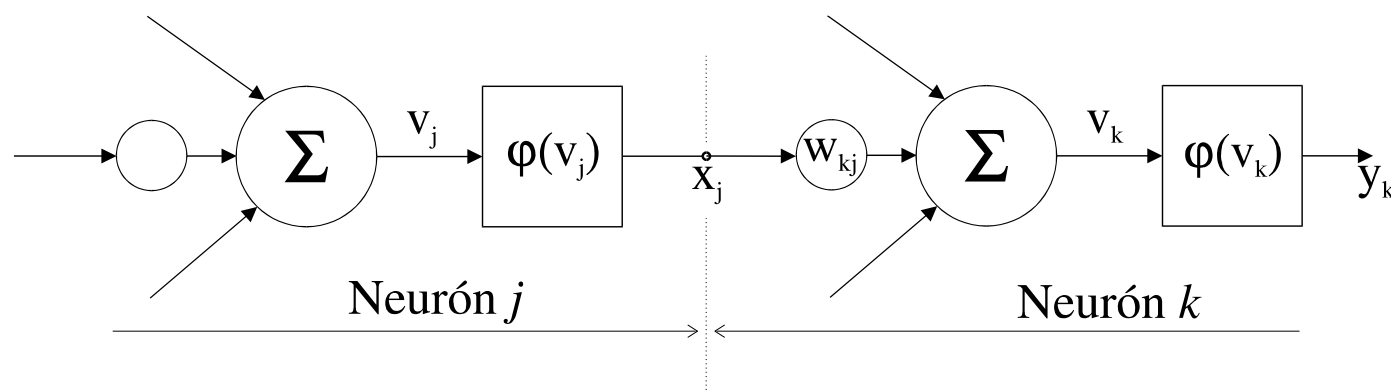 Σ v_j φ(v_j) x_j w_kj Σ v_k φ(v_k) y_k
Neurón j Neurón k